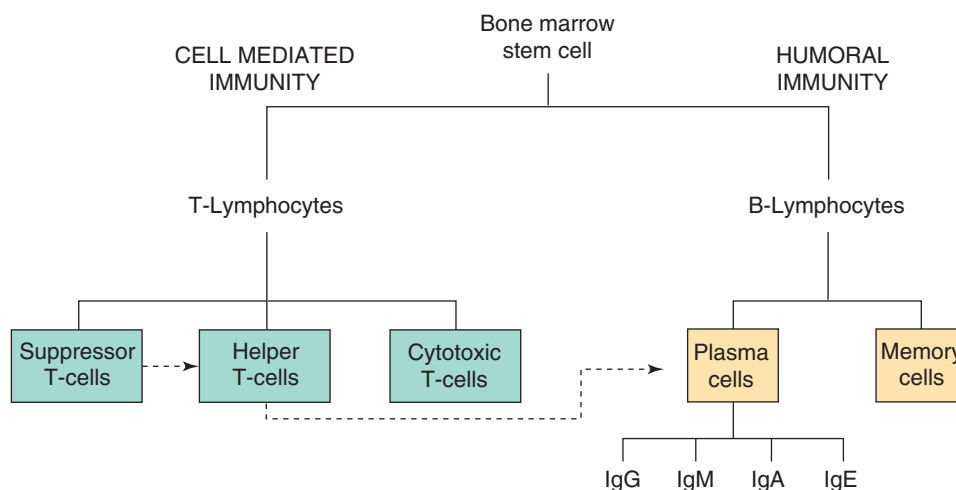 Bone marrow
stem cell
CELL MEDIATED
IMMUNITY
HUMORAL
IMMUNITY
T-Lymphocytes
B-Lymphocytes
Suppressor
T-cells
Helper
T-cells
Cytotoxic
T-cells
Plasma
cells
Memory
cells
IgG
IgM
IgA
IgE